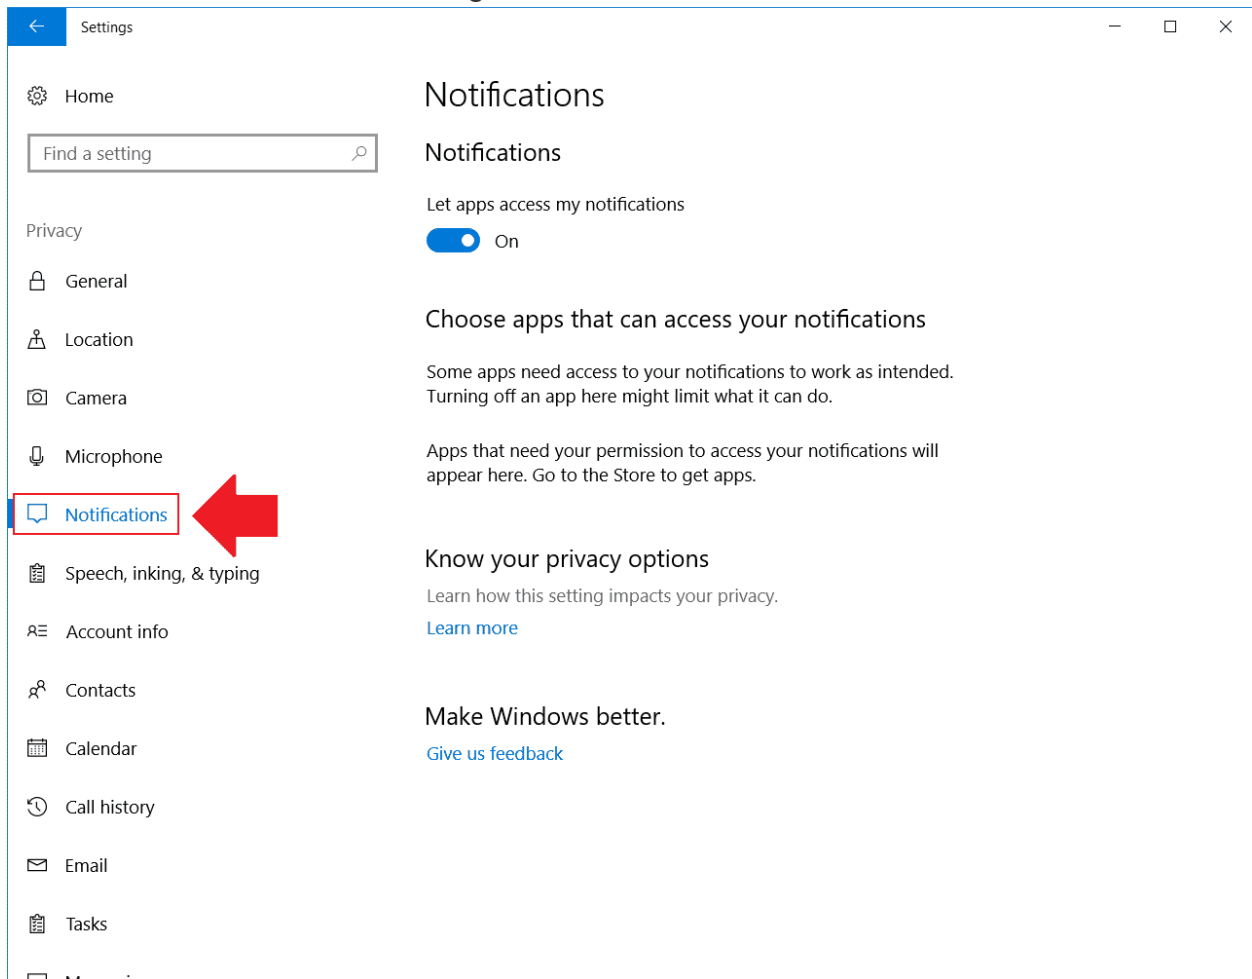 Settings
Home
Find a setting
Privacy
General
Location
Camera
Microphone
Notifications
Speech, inking, & typing
Account info
Contacts
Calendar
Call history
Email
Tasks
Notifications
Notifications
Let apps access my notifications
On
Choose apps that can access your notifications
Some apps need access to your notifications to work as intended.
Turning off an app here might limit what it can do.
Apps that need your permission to access your notifications will
appear here. Go to the Store to get apps.
Know your privacy options
Learn how this setting impacts your privacy.
Learn more
Make Windows better.
Give us feedback